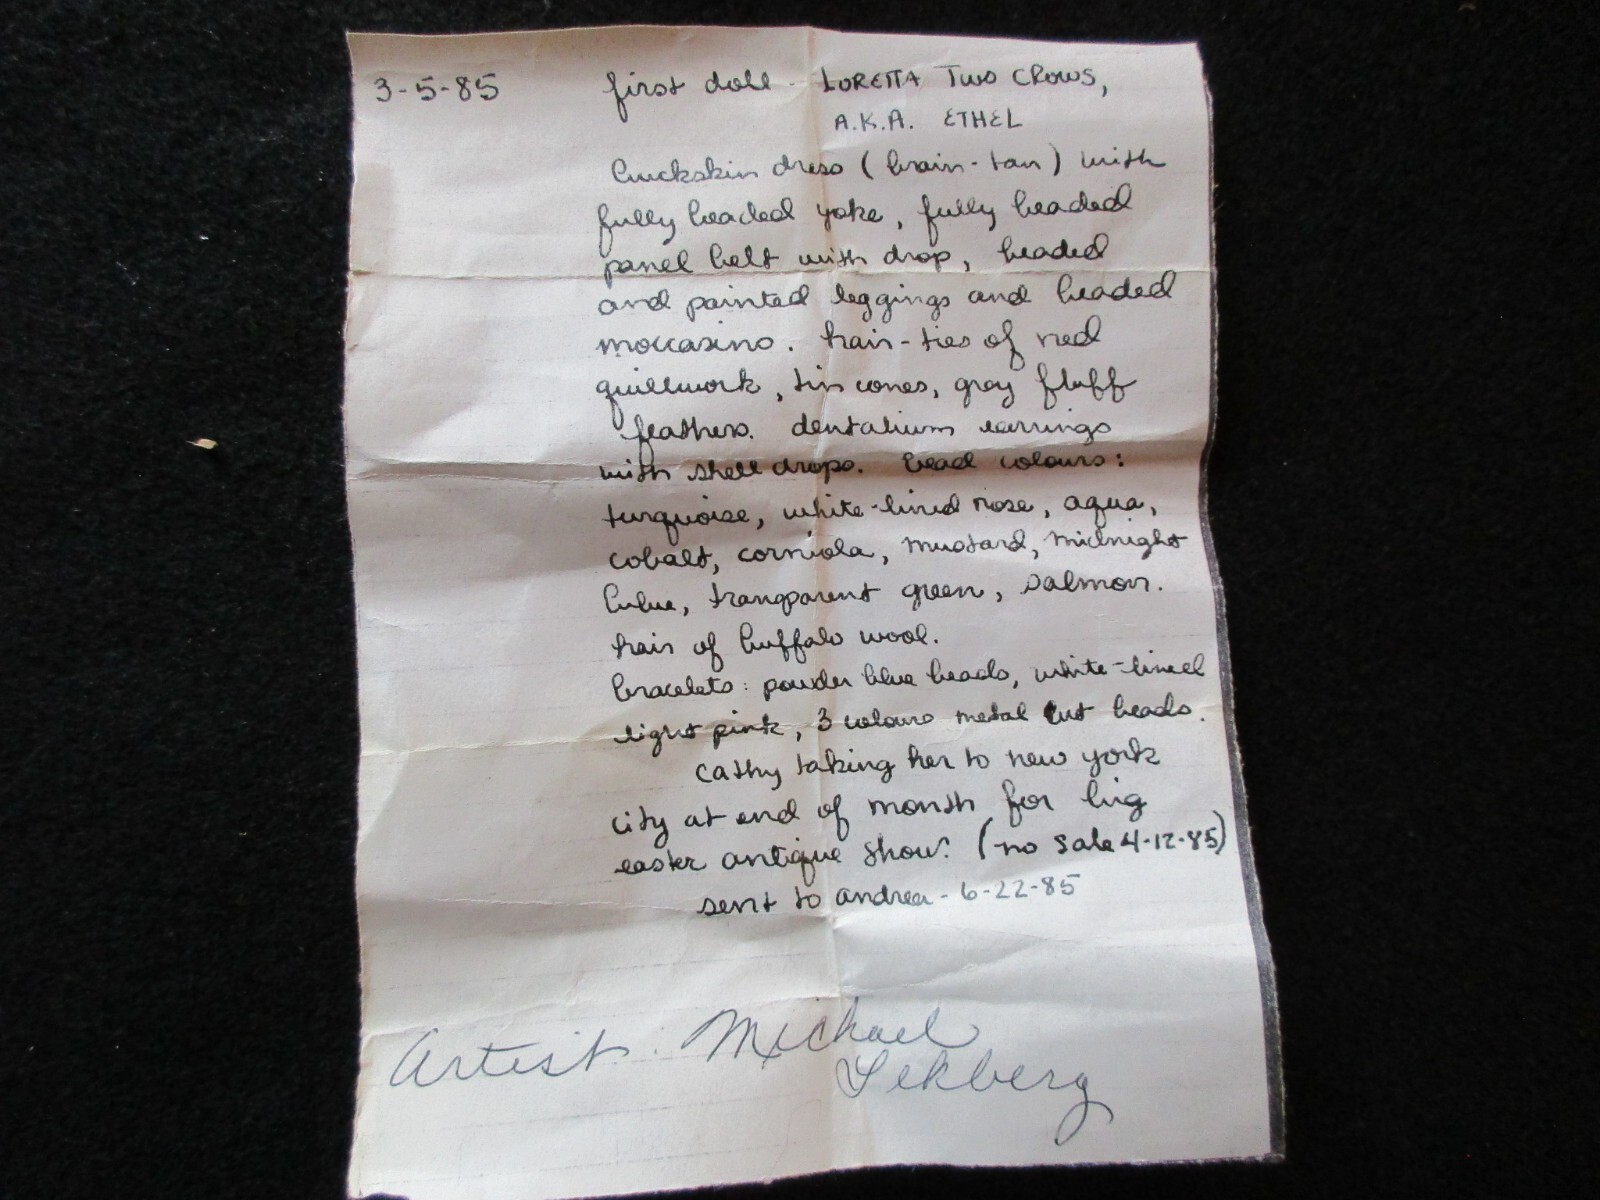 3-5-85 first doll - LORETTA TWO CROWS,
A.K.A. ETHEL
buckskin dress (brain-tan) with
fully beaded yoke, fully beaded
panel belt with drop, beaded
and painted leggings and beaded
moccasins. hair-ties of red
quillwork, tin cones, gray fluff
feathers. dentalium earrings
with shell drops. bead colours:
turquoise, white-lined rose, aqua,
cobalt, corniola, mustard, midnight
blue, transparent green, salmon.
hair of buffalo wool.
bracelets: powder blue beads, white-lined
light pink, 3 colours metal cut beads.
cathy taking her to new york
city at end of month for big
easter antique show. (no sale 4-12-85)
sent to andrea - 6-22-85
Artist. Michael
Lekberg